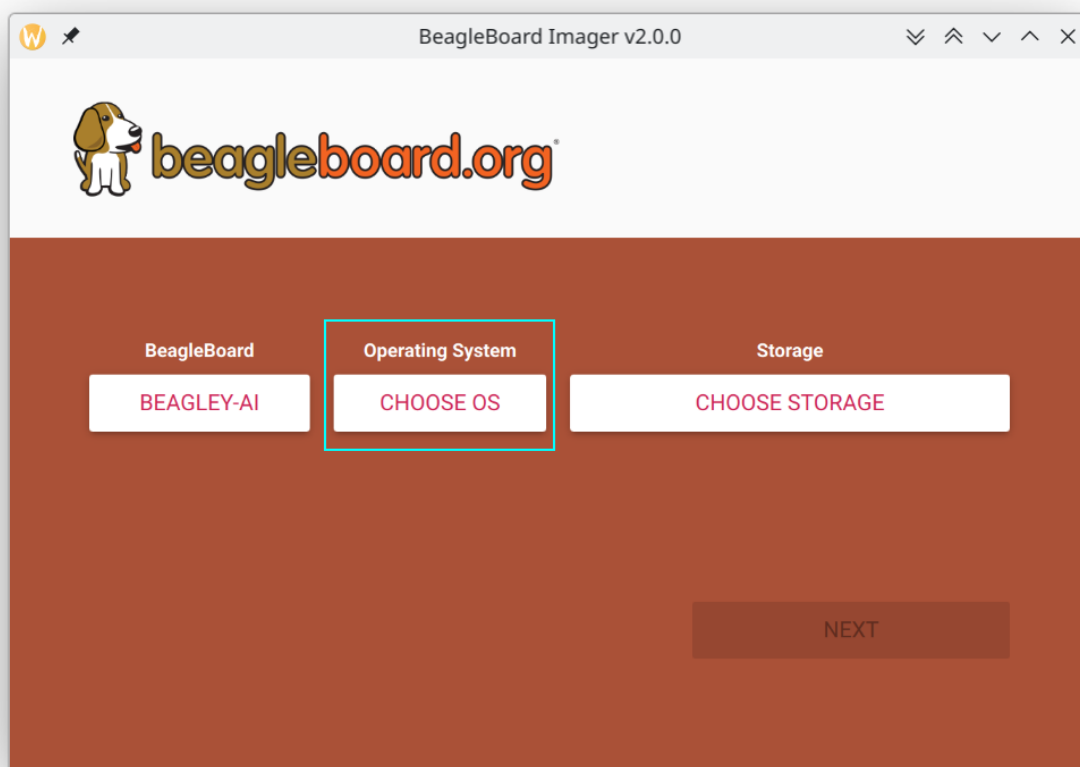 BeagleBoard Imager v2.0.0
beagleboard.org®
BeagleBoard Operating System Storage
BEAGLEY-AI CHOOSE OS CHOOSE STORAGE
NEXT